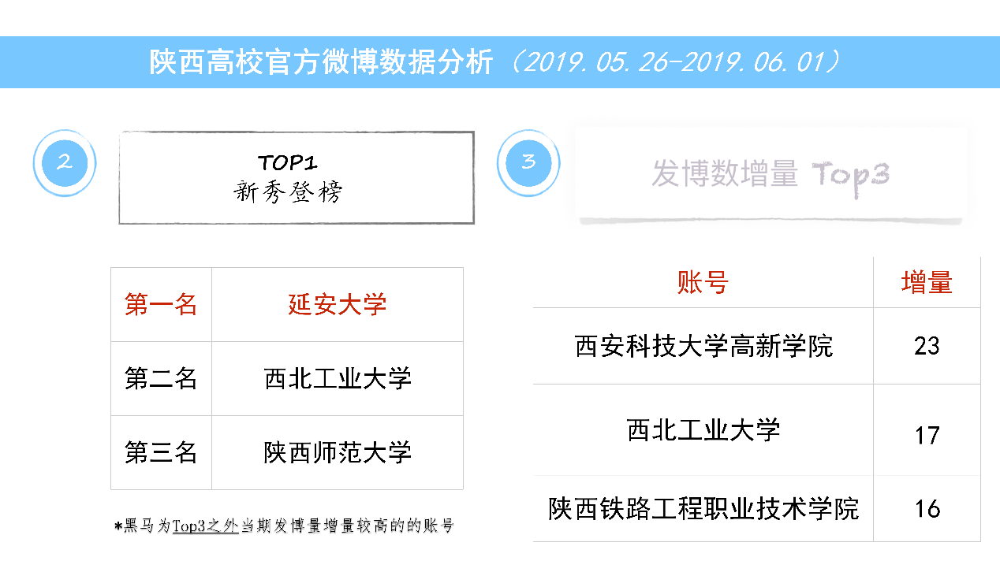 陕西高校官方微博数据分析（2019.05.26-2019.06.01）
2
TOP1
新秀登榜
第一名 延安大学
第二名 西北工业大学
第三名 陕西师范大学
*黑马为Top3之外当期发博量增量较高的的账号
3
发博数增量 Top3
账号 增量
西安科技大学高新学院 23
西北工业大学 17
陕西铁路工程职业技术学院 16